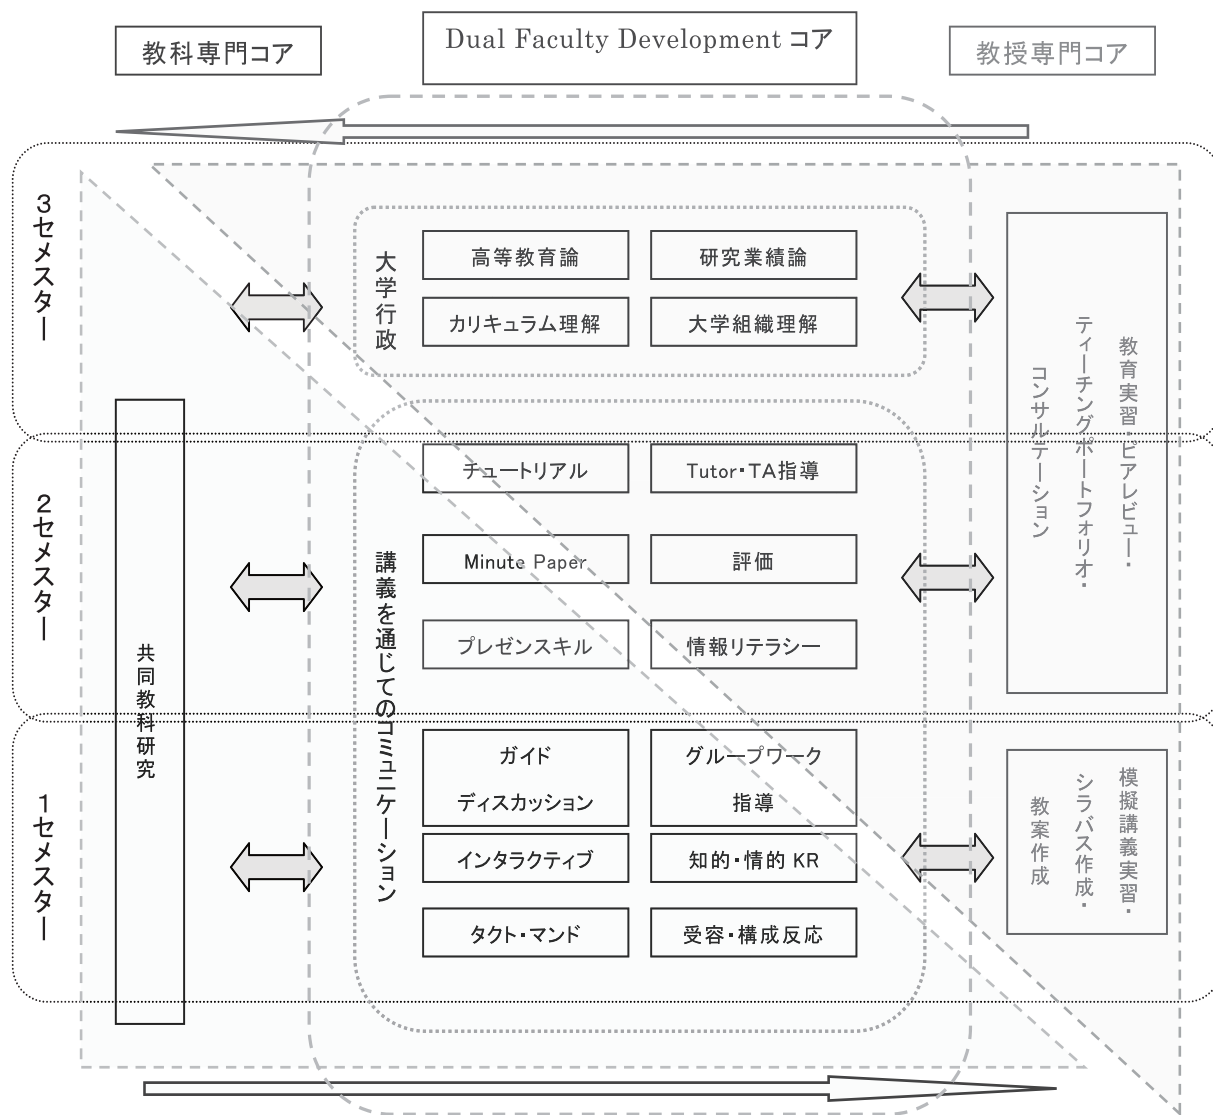 教科専門コア
Dual Faculty Development コア
教授専門コア
3セメスター
大学行政
高等教育論
研究業績論
カリキュラム理解
大学組織理解
教育実習・ピアレビュー・
ティーチングポートフォリオ・
コンサルテーション
2セメスター
共同教科研究
講義を通じてのコミュニケーション
チュートリアル
Tutor・TA指導
Minute Paper
評価
プレゼンスキル
情報リテラシー
1セメスター
ガイド
ディスカッション
グループワーク
指導
インタラクティブ
知的・情的 KR
タクト・マンド
受容・構成反応
模擬講義実習・
シラバス作成・
教案作成